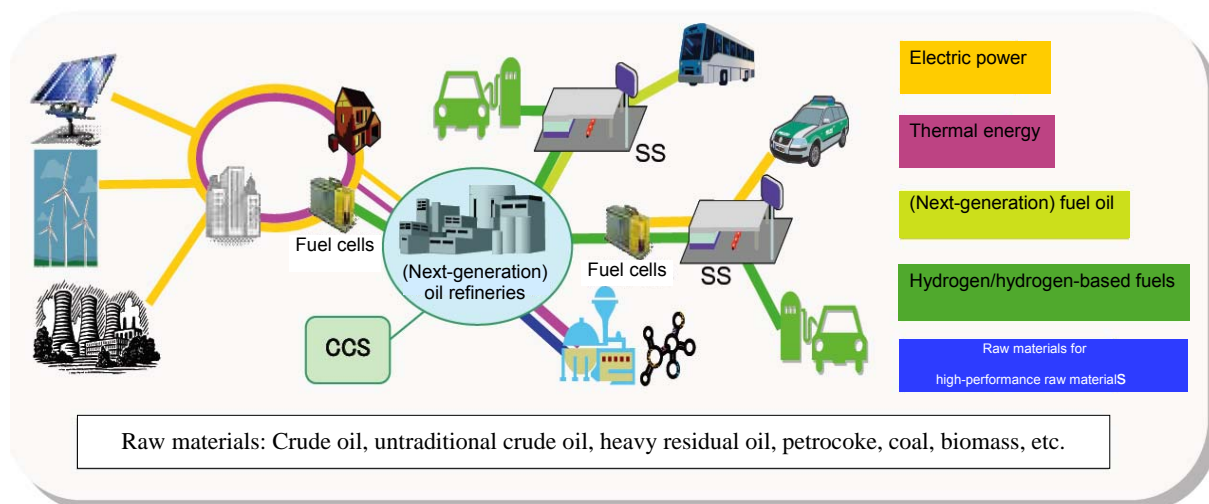 Electric power
Thermal energy
(Next-generation) fuel oil
Hydrogen/hydrogen-based fuels
Raw materials for
high-performance raw materialS
SS
Fuel cells
(Next-generation)
oil refineries
Fuel cells
SS
CCS
Raw materials: Crude oil, untraditional crude oil, heavy residual oil, petrocoke, coal, biomass, etc.